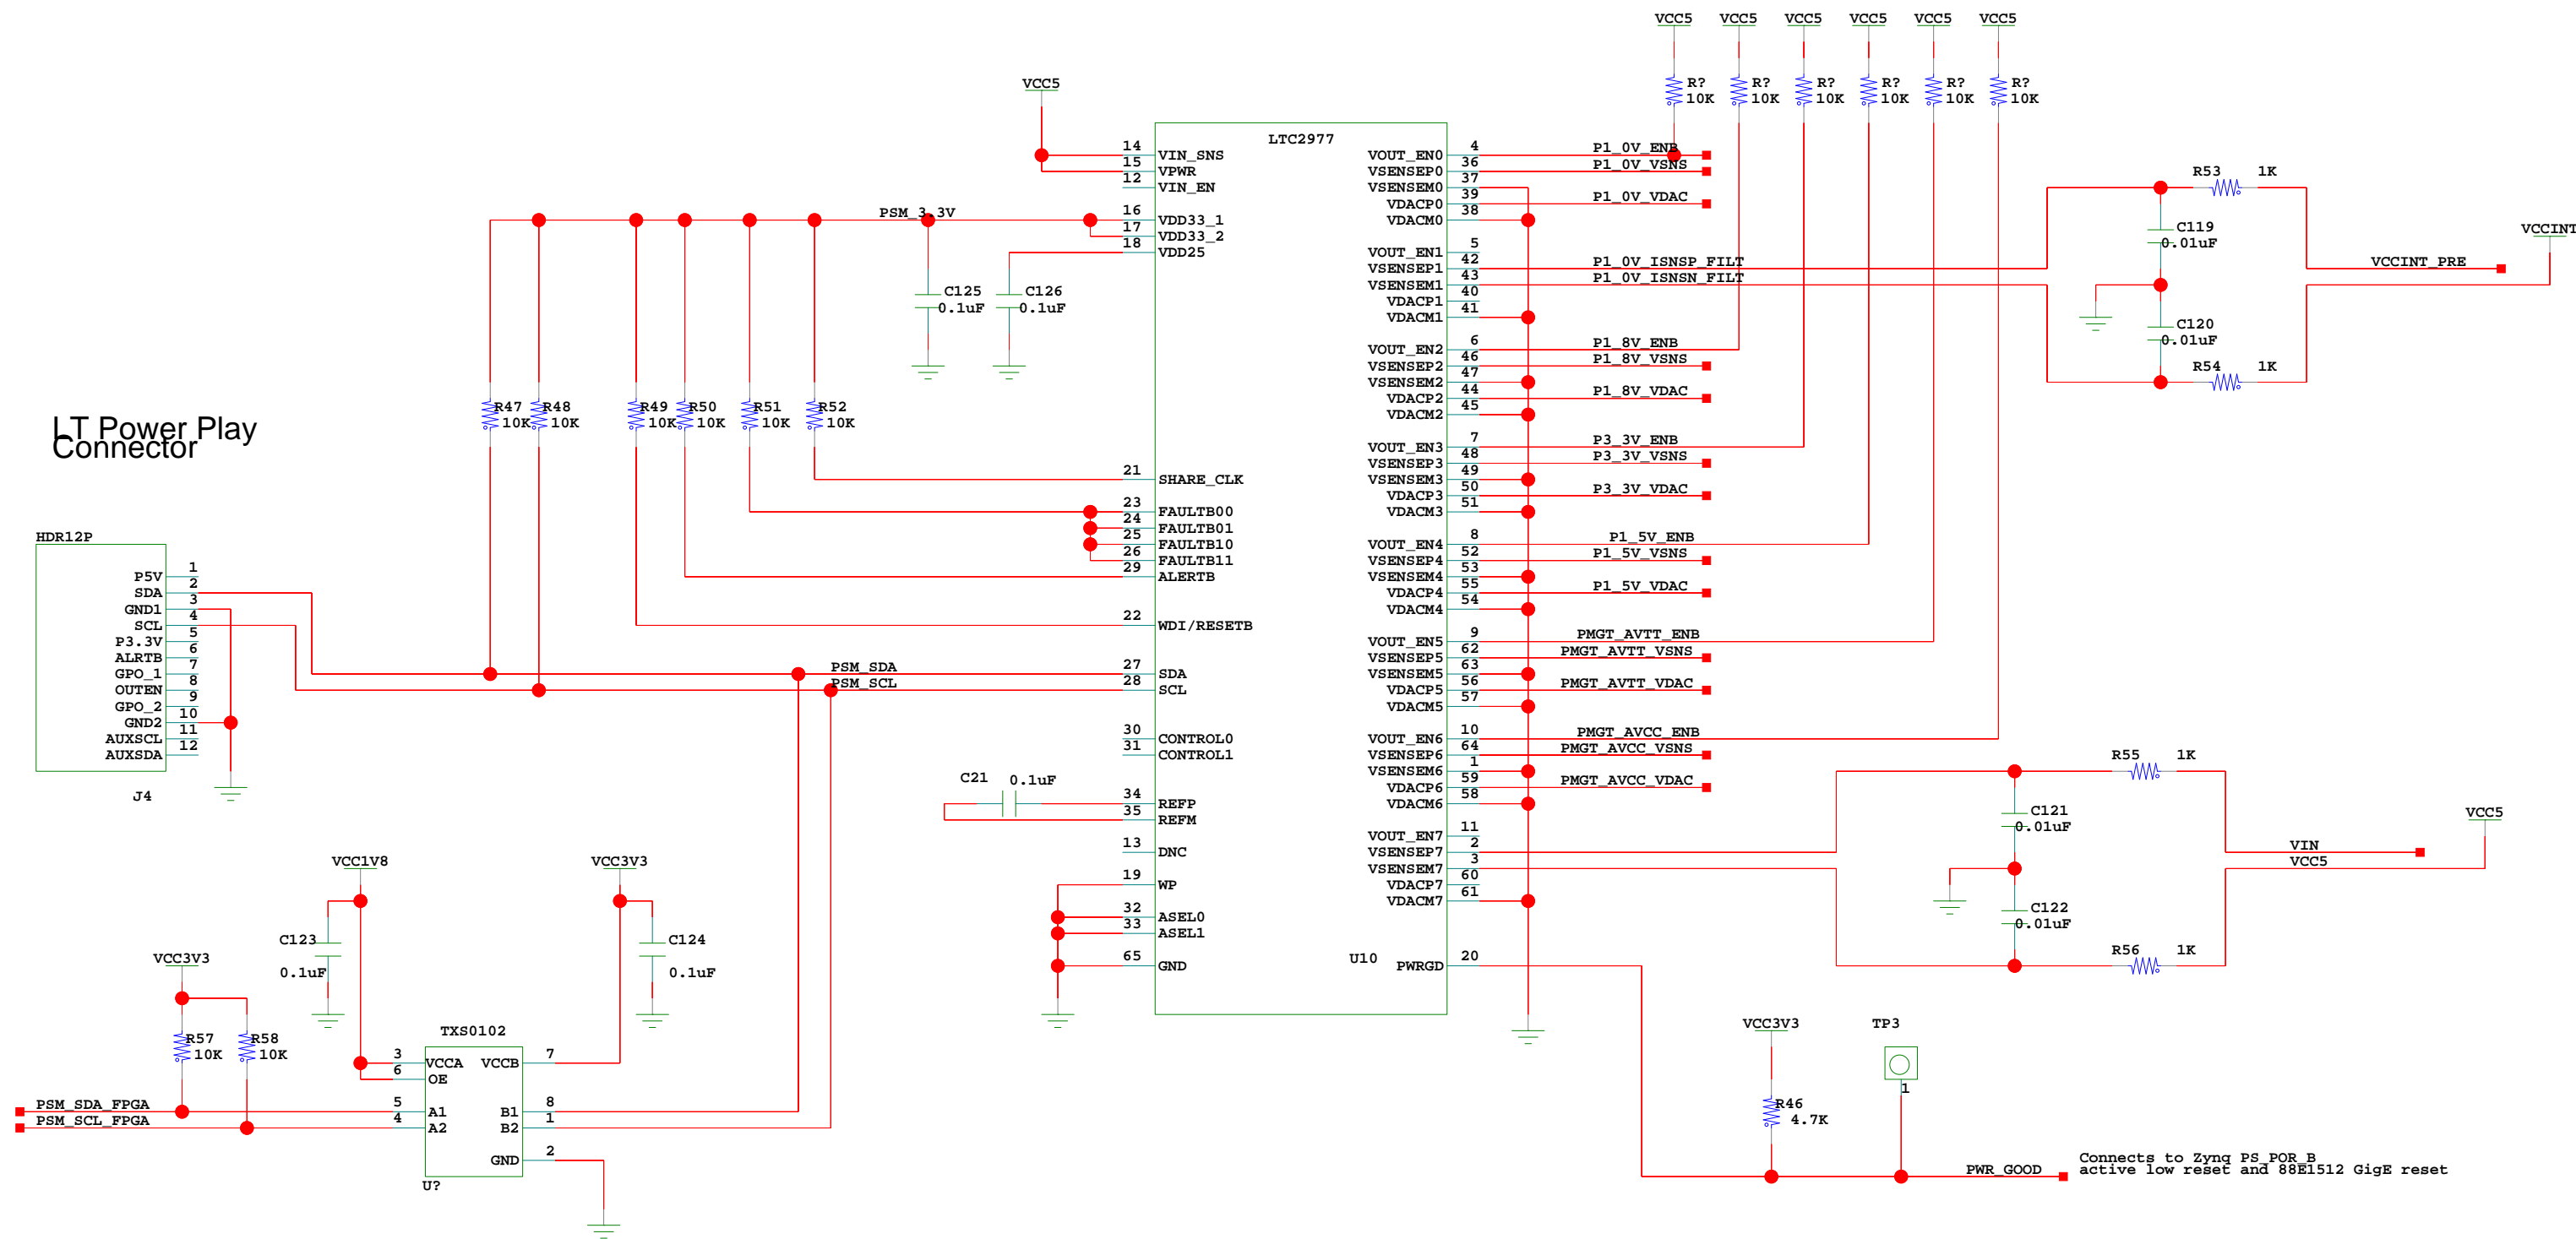 VCC5 VCC5 VCC5 VCC5 VCC5 VCC5
R? R? R? R? R? R?
10K 10K 10K 10K 10K 10K
VCC5
LTC2977
14 VIN_SNS
15 VPWR
12 VIN_EN
PSM_3.3V
16 VDD33_1
17 VDD33_2
18 VDD25
C125
0.1uF
C126
0.1uF
R47
10K
R48
10K
R49
10K
R50
10K
R51
10K
R52
10K
21 SHARE_CLK
23 FAULTB00
24 FAULTB01
25 FAULTB10
26 FAULTB11
29 ALERTB
22 WDI/RESETB
PSM_SDA
27 SDA
PSM_SCL
28 SCL
30 CONTROL0
31 CONTROL1
C21 0.1uF
34 REFP
35 REFM
13 DNC
19 WP
32 ASEL0
33 ASEL1
65 GND
VOUT_EN0 4 P1_0V_ENB
VSENSEP0 36 P1_0V_VSNS
VSENSEM0 37
VDACP0 39 P1_0V_VDAC
VDACM0 38
VOUT_EN1 5
VSENSEP1 42 P1_0V_ISNSP_FILT
VSENSEM1 43 P1_0V_ISNSN_FILT
VDACP1 40
VDACM1 41
VOUT_EN2 6 P1_8V_ENB
VSENSEP2 46 P1_8V_VSNS
VSENSEM2 47
VDACP2 44 P1_8V_VDAC
VDACM2 45
VOUT_EN3 7 P3_3V_ENB
VSENSEP3 48 P3_3V_VSNS
VSENSEM3 49
VDACP3 50 P3_3V_VDAC
VDACM3 51
VOUT_EN4 8 P1_5V_ENB
VSENSEP4 52 P1_5V_VSNS
VSENSEM4 53
VDACP4 55 P1_5V_VDAC
VDACM4 54
VOUT_EN5 9 PMGT_AVTT_ENB
VSENSEP5 62 PMGT_AVTT_VSNS
VSENSEM5 63
VDACP5 56 PMGT_AVTT_VDAC
VDACM5 57
VOUT_EN6 10 PMGT_AVCC_ENB
VSENSEP6 64 PMGT_AVCC_VSNS
VSENSEM6 1
VDACP6 59 PMGT_AVCC_VDAC
VDACM6 58
VOUT_EN7 11
VSENSEP7 2
VSENSEM7 3
VDACP7 60
VDACM7 61
U10 PWRGD 20
R53 1K
C119
0.01uF
VCCINT
VCCINT_PRE
C120
0.01uF
R54 1K
R55 1K
C121
0.01uF
VCC5
VIN
VCC5
C122
0.01uF
R56 1K
VCC3V3
TP3
1
R46
4.7K
PWR_GOOD
Connects to Zynq PS_POR_B
active low reset and 88E1512 GigE reset
LT Power Play
Connector
HDR12P
P5V 1
SDA 2
GND1 3
SCL 4
P3.3V 5
ALRTB 6
GPO_1 7
OUTEN 8
GPO_2 9
GND2 10
AUXSCL 11
AUXSDA 12
J4
VCC1V8
VCC3V3
C123
0.1uF
C124
0.1uF
VCC3V3
R57
10K
R58
10K
TXS0102
3 VCCA VCCB 7
6 OE
PSM_SDA_FPGA 5 A1 B1 8
PSM_SCL_FPGA 4 A2 B2 1
GND 2
U?